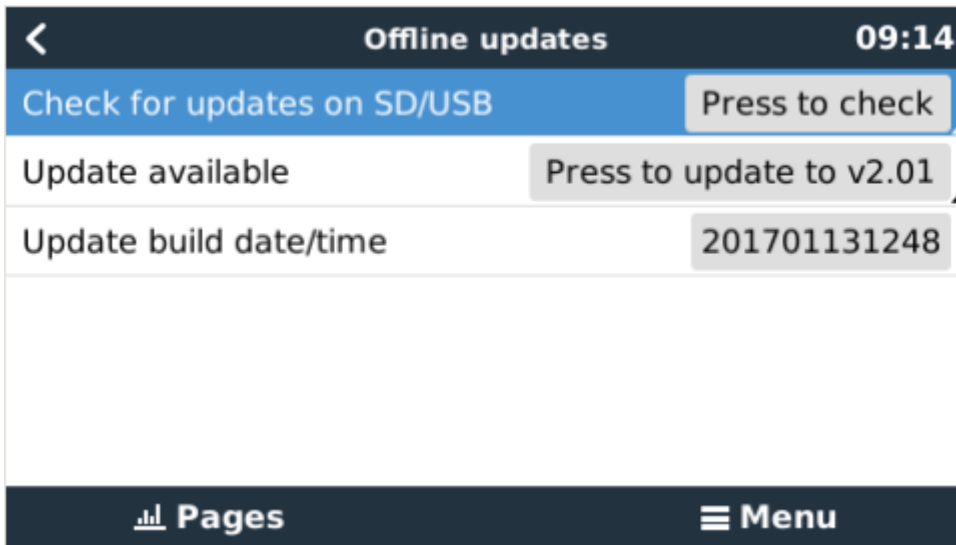 Offline updates 09:14
Check for updates on SD/USB Press to check
Update available Press to update to v2.01
Update build date/time 201701131248
Pages Menu